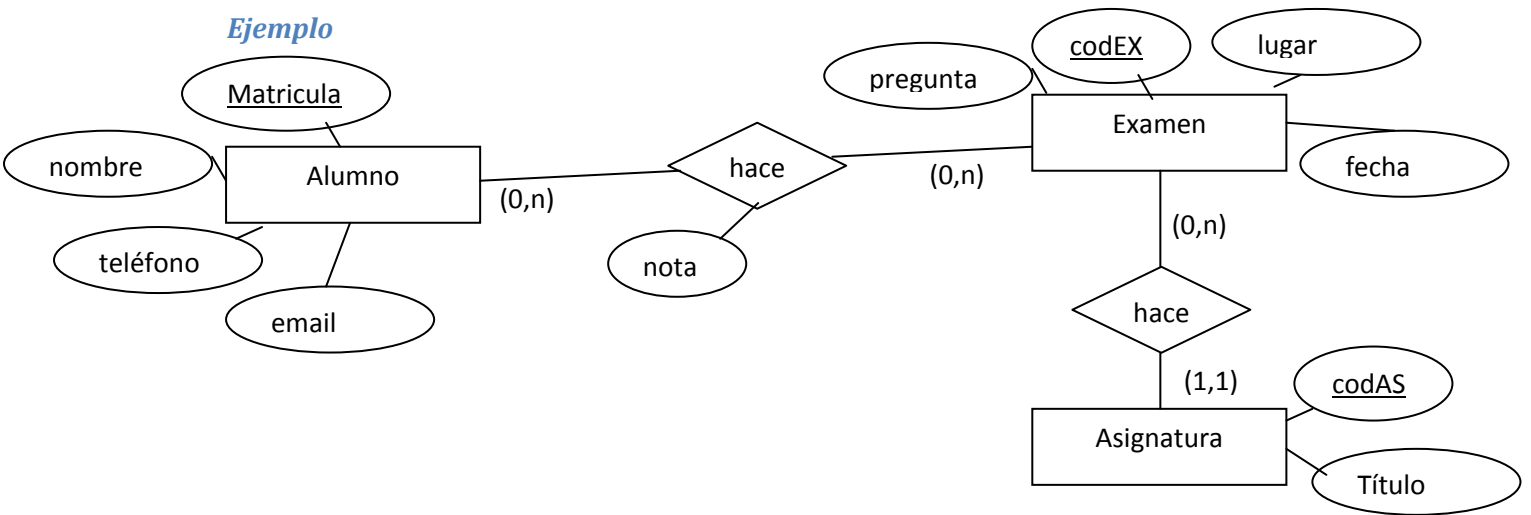 Ejemplo
Matricula
nombre
Alumno
teléfono
email
(0,n)
hace
nota
(0,n)
pregunta
codEX
lugar
Examen
fecha
(0,n)
hace
(1,1)
codAS
Asignatura
Título